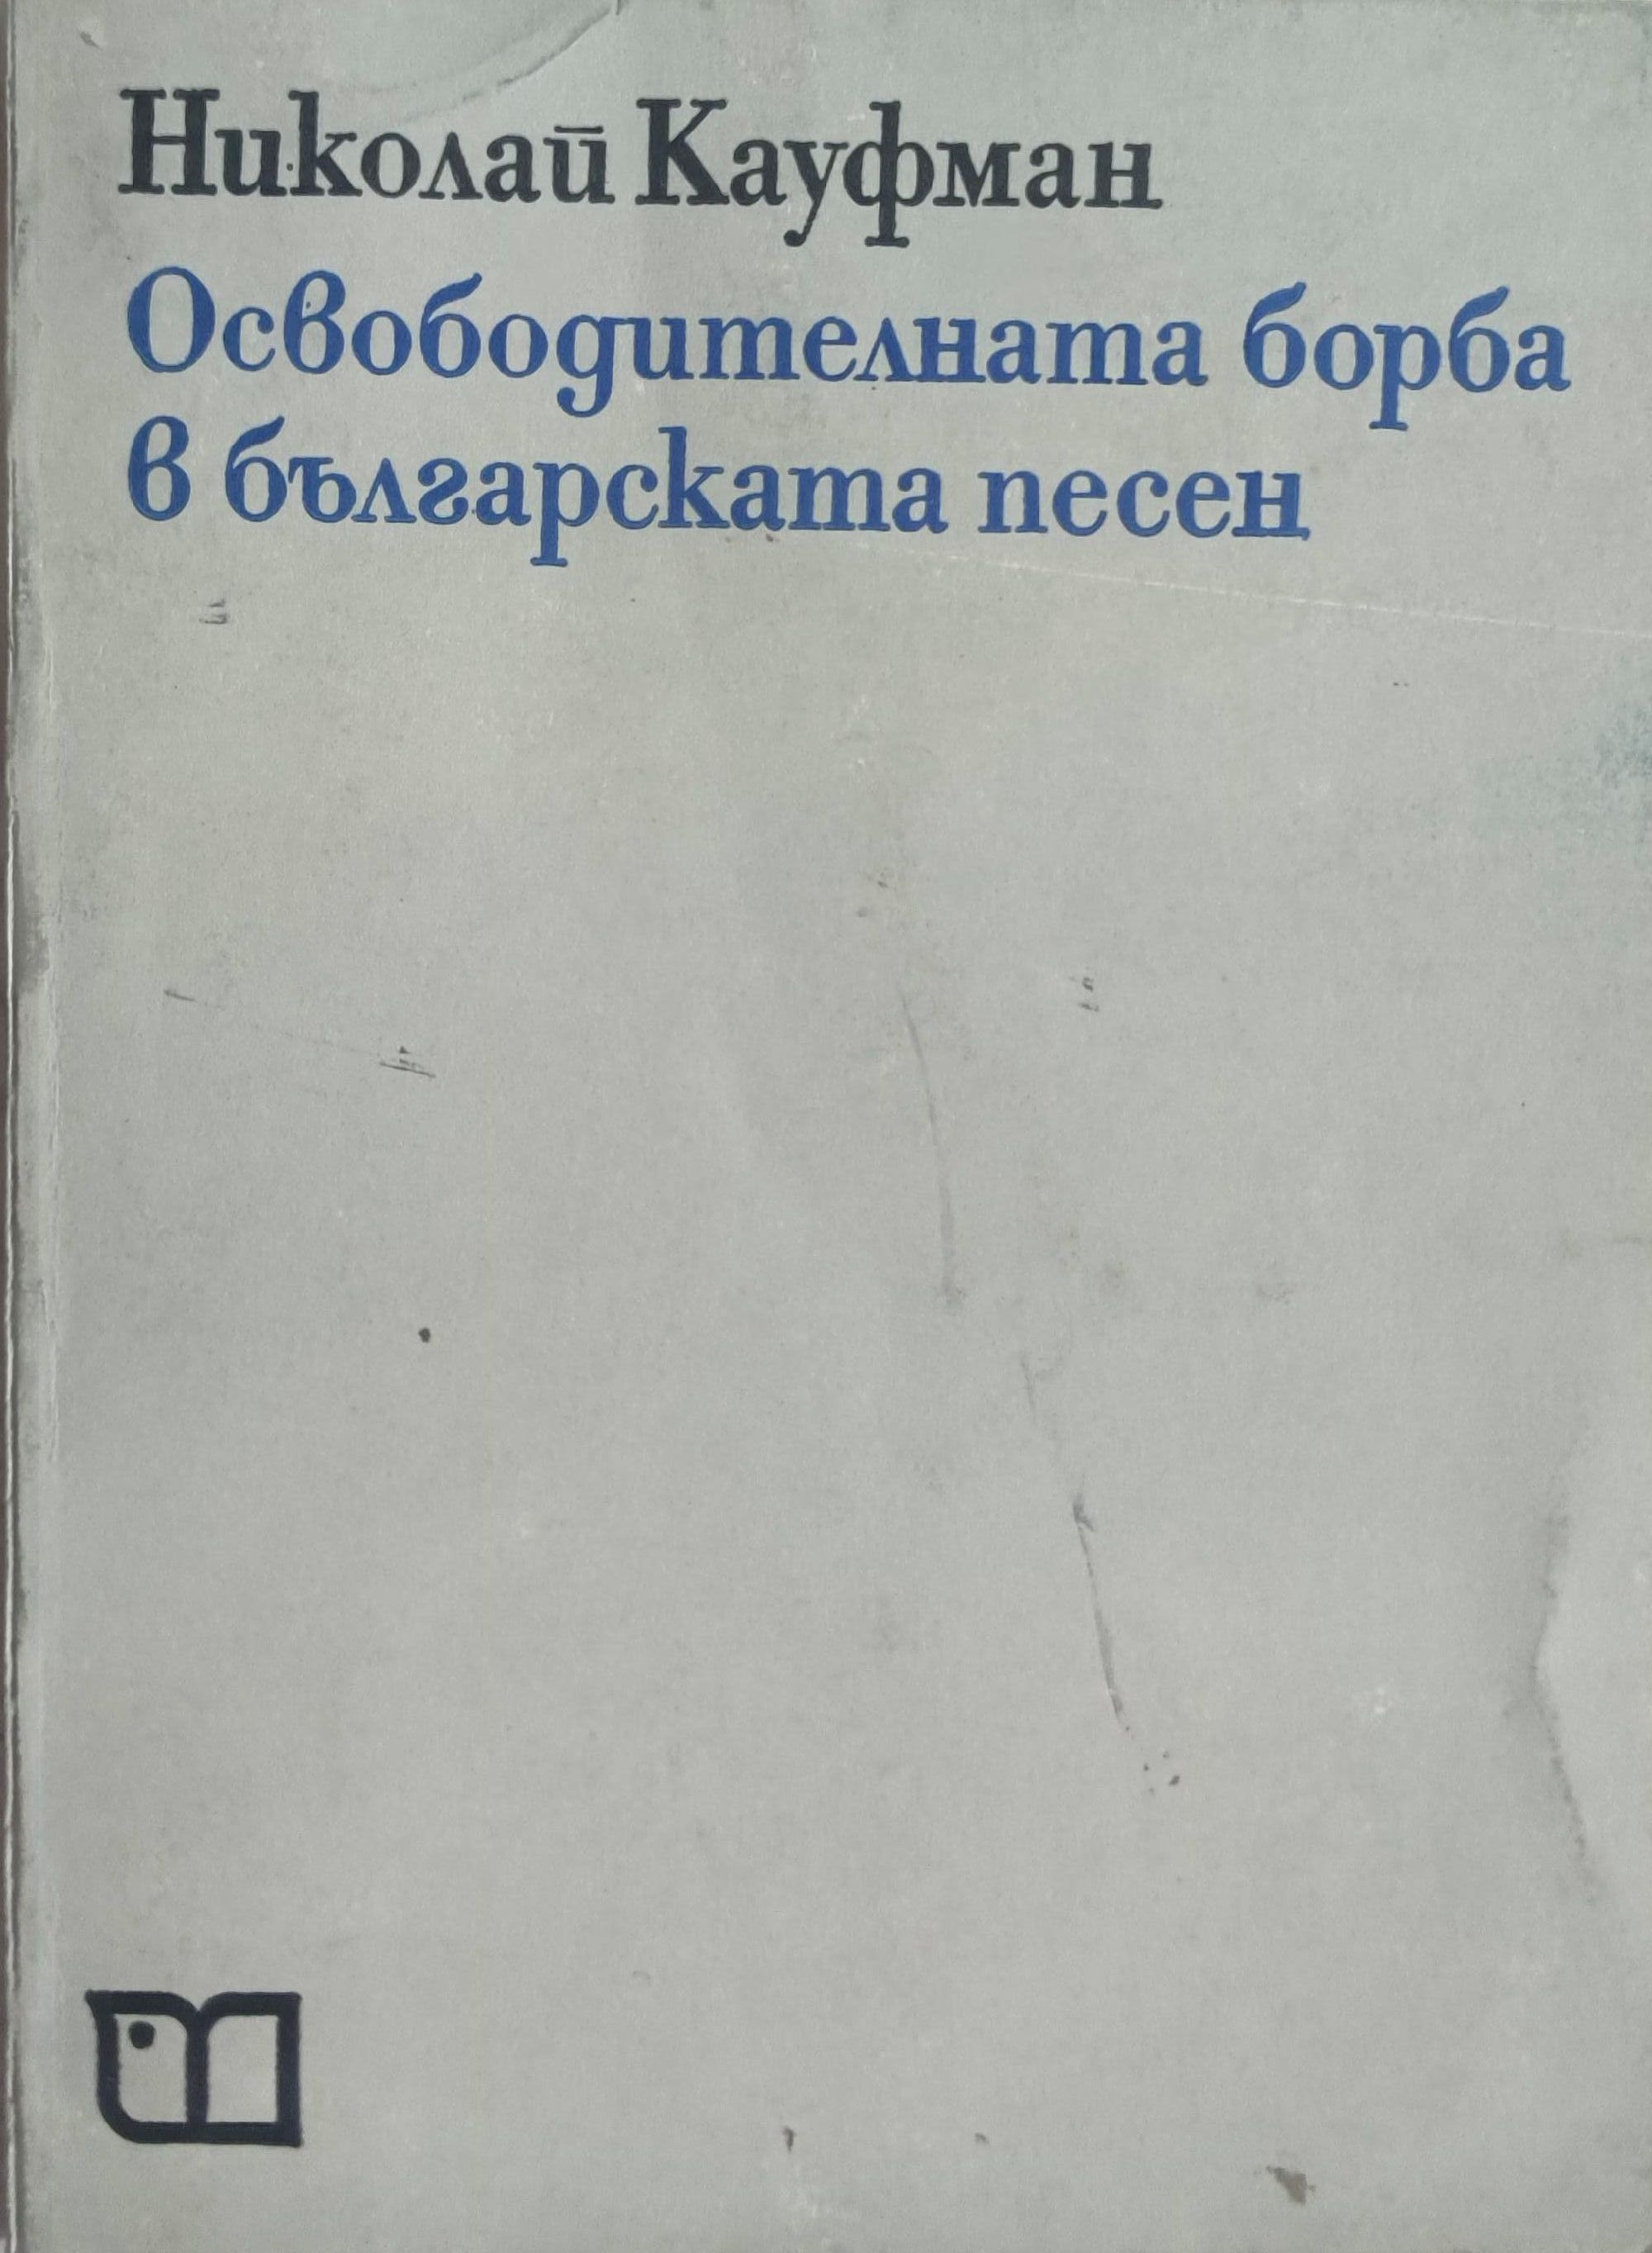 Николай Кауфман
Освободителната борба
в българската песен